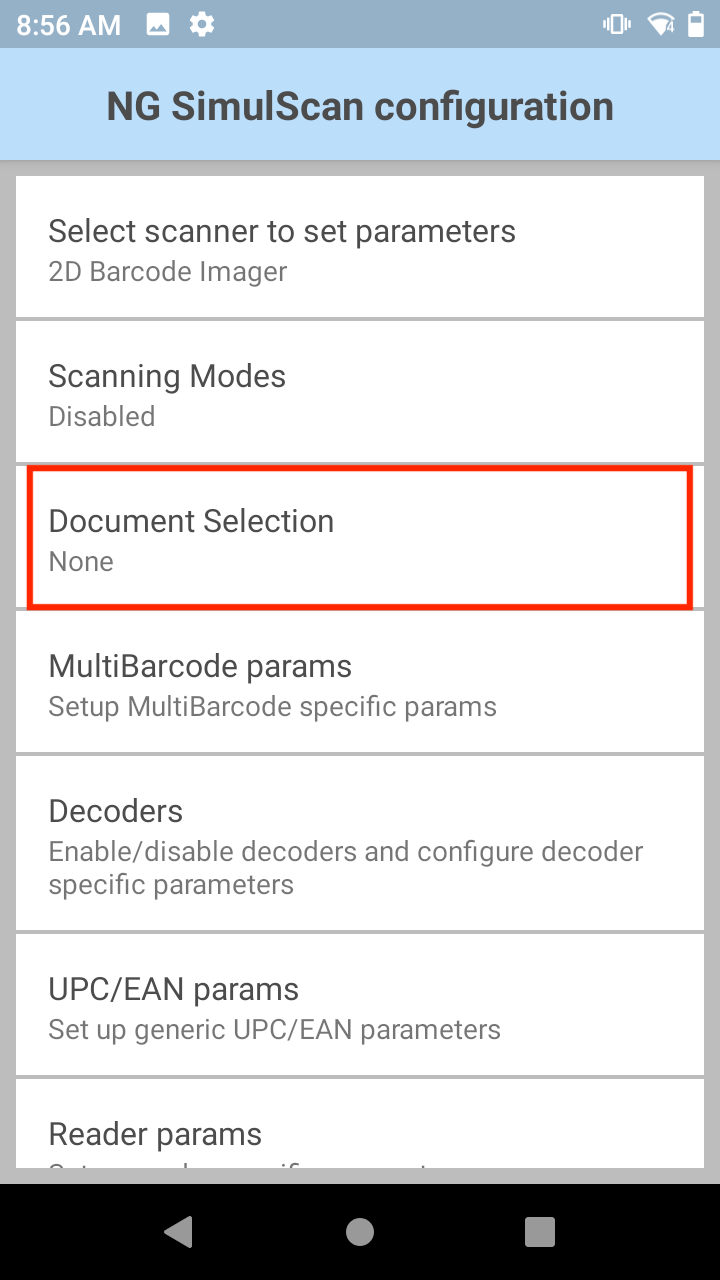 8:56 AM
4
NG SimulScan configuration
Select scanner to set parameters
2D Barcode Imager
Scanning Modes
Disabled
Document Selection
None
MultiBarcode params
Setup MultiBarcode specific params
Decoders
Enable/disable decoders and configure decoder
specific parameters
UPC/EAN params
Set up generic UPC/EAN parameters
Reader params